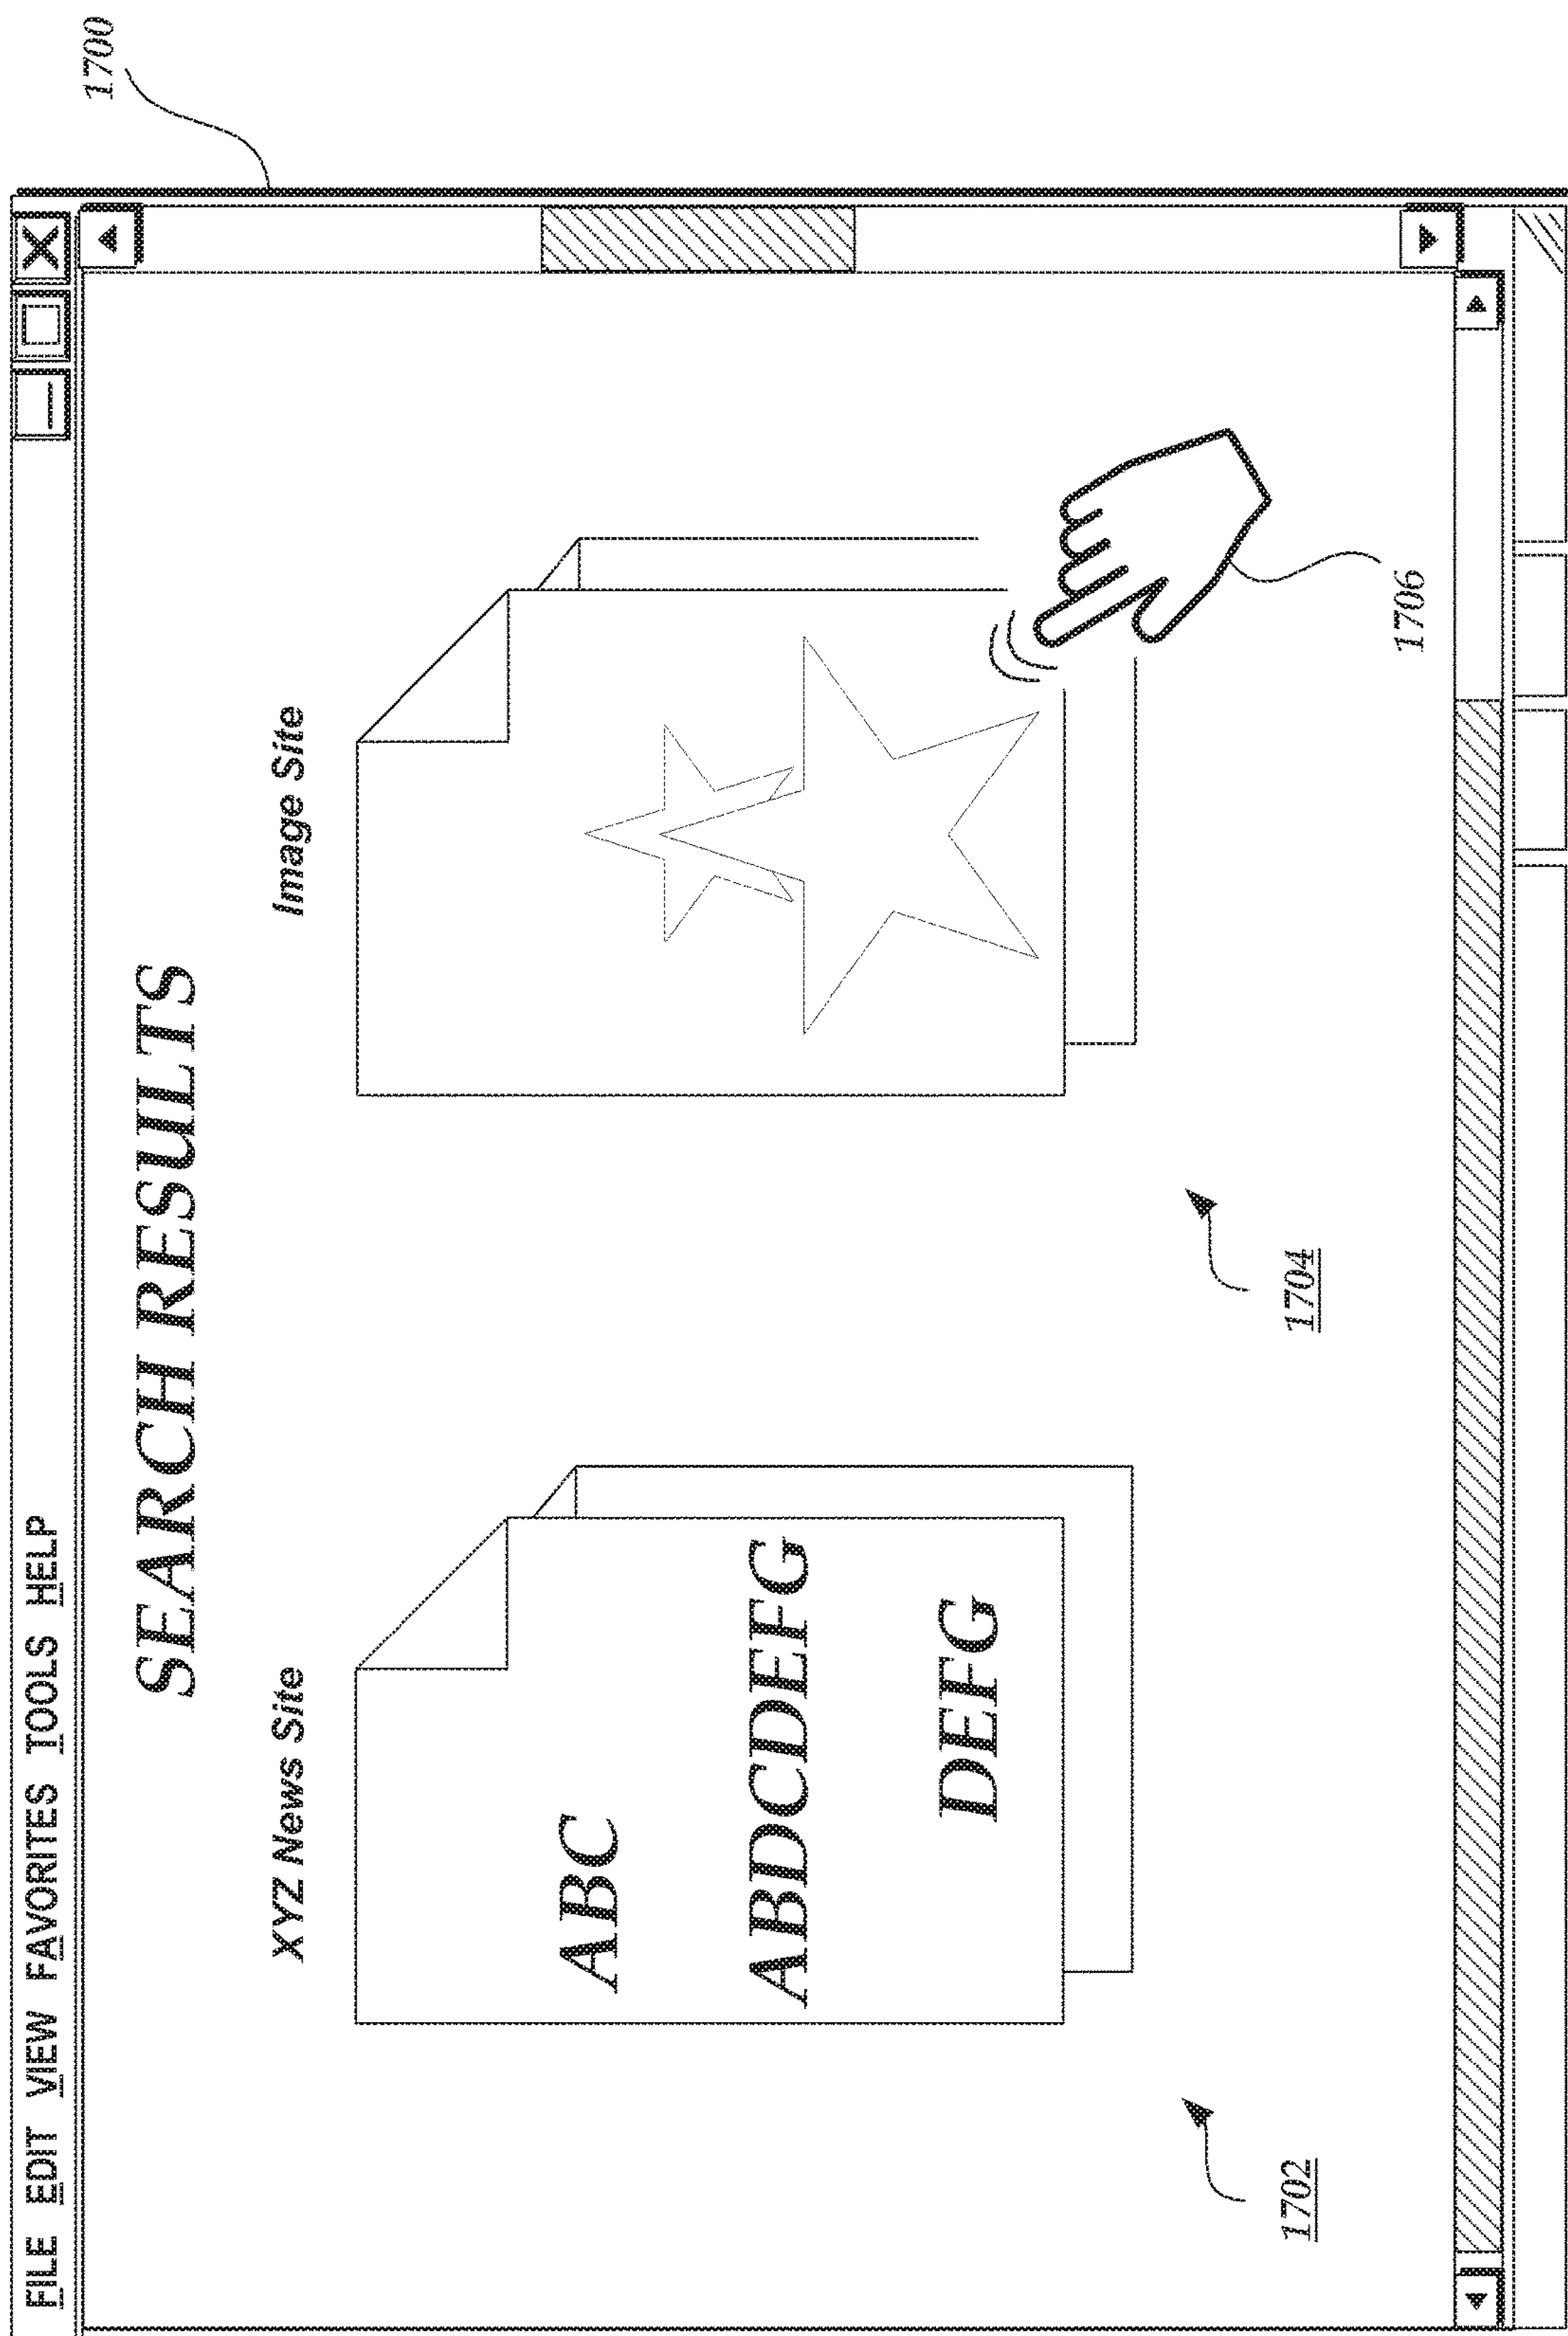 1700
FILE EDIT VIEW FAVORITES TOOLS HELP
SEARCH RESULTS
XYZ News Site
Image Site
ABC
ABDCDEFG
DEFG
1702
1704
1706